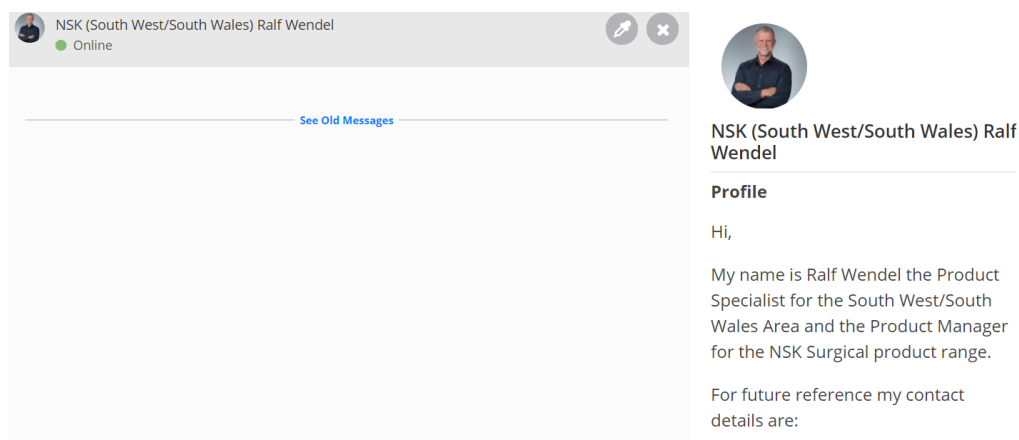 NSK (South West/South Wales) Ralf Wendel
Online
See Old Messages
NSK (South West/South Wales) Ralf
Wendel
Profile
Hi,
My name is Ralf Wendel the Product
Specialist for the South West/South
Wales Area and the Product Manager
for the NSK Surgical product range.
For future reference my contact
details are: